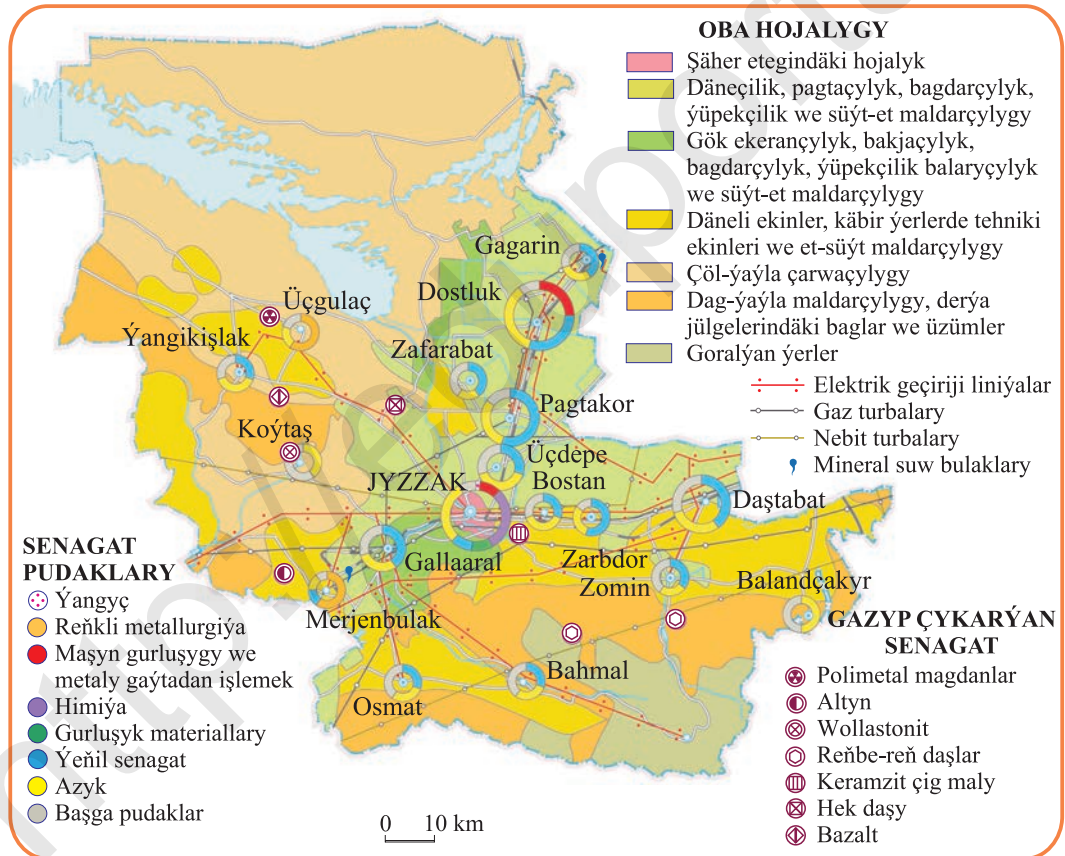 OBA HOJALYGY
Şäher etegindäki hojalyk
Däneçilik, pagtaçylyk, bagdarçylyk,
ýüpekçilik we süýt-et maldarçylygy
Gök ekerançylyk, bakjaçylyk,
bagdarçylyk, ýüpekçilik balaryçylyk
we süýt-et maldarçylygy
Däneli ekinler, käbir ýerlerde tehniki
ekinleri we et-süýt maldarçylygy
Çöl-ýaýla çarwaçylygy
Dag-ýaýla maldarçylygy, derýa
jülgelerindäki baglar we üzümler
Goralýan ýerler
Elektrik geçiriji liniýalar
Gaz turbalary
Nebit turbalary
Mineral suw bulaklary
Gagarin
Dostluk
Üçgulaç
Ýangikişlak
Zafarabat
Pagtakor
Koýtaş
Üçdepe
JYZZAK
Bostan
Daştabat
Gallaaral
Zarbdor
Zomin
Balandçakyr
Merjenbulak
Bahmal
Osmat
SENAGAT
PUDAKLARY
Ýangyç
Reňkli metallurgiýa
Maşyn gurluşygy we
metaly gaýtadan işlemek
Himiýa
Gurluşyk materiallary
Ýeňil senagat
Azyk
Başga pudaklar
0 10 km
GAZYP ÇYKARÝAN
SENAGAT
Polimetal magdanlar
Altyn
Wollastonit
Reňbe-reň daşlar
Keramzit çig maly
Hek daşy
Bazalt